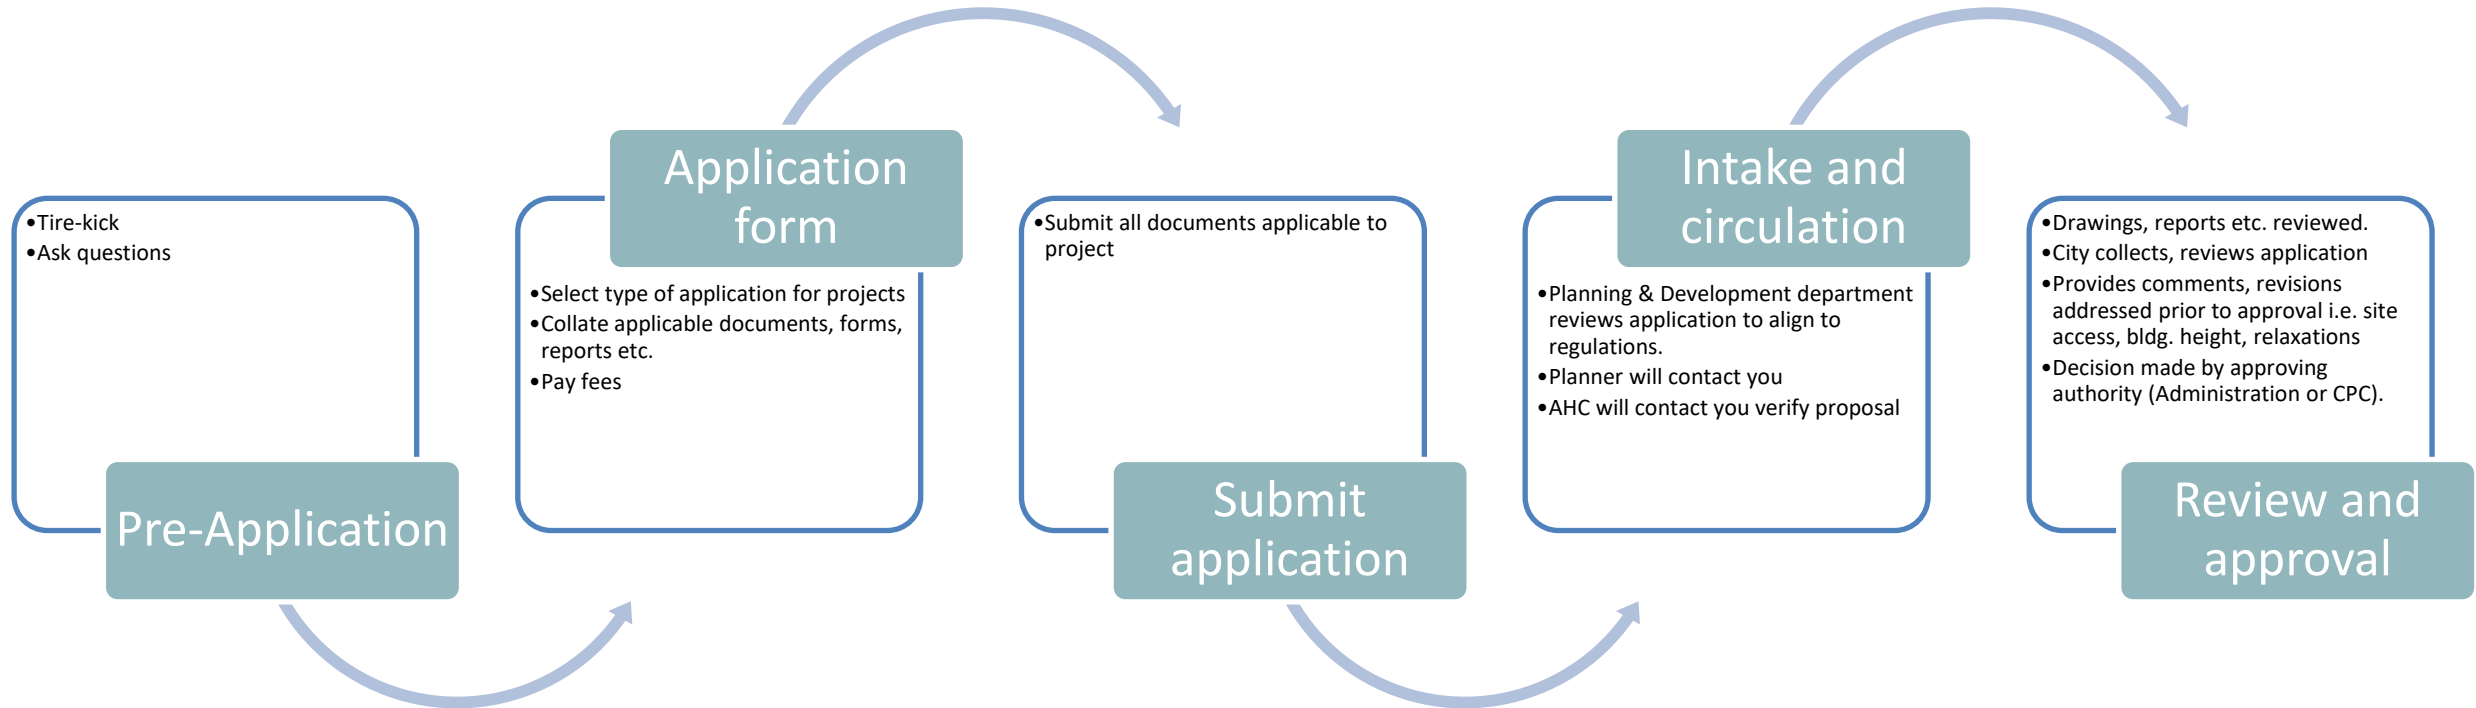 •Tire-kick
•Ask questions
Pre-Application
Application
form
•Select type of application for projects
•Collate applicable documents, forms,
reports etc.
•Pay fees
•Submit all documents applicable to
project
Submit
application
Intake and
circulation
•Planning & Development department
reviews application to align to
regulations.
•Planner will contact you
•AHC will contact you verify proposal
•Drawings, reports etc. reviewed.
•City collects, reviews application
•Provides comments, revisions
addressed prior to approval i.e. site
access, bldg. height, relaxations
•Decision made by approving
authority (Administration or CPC).
Review and
approval